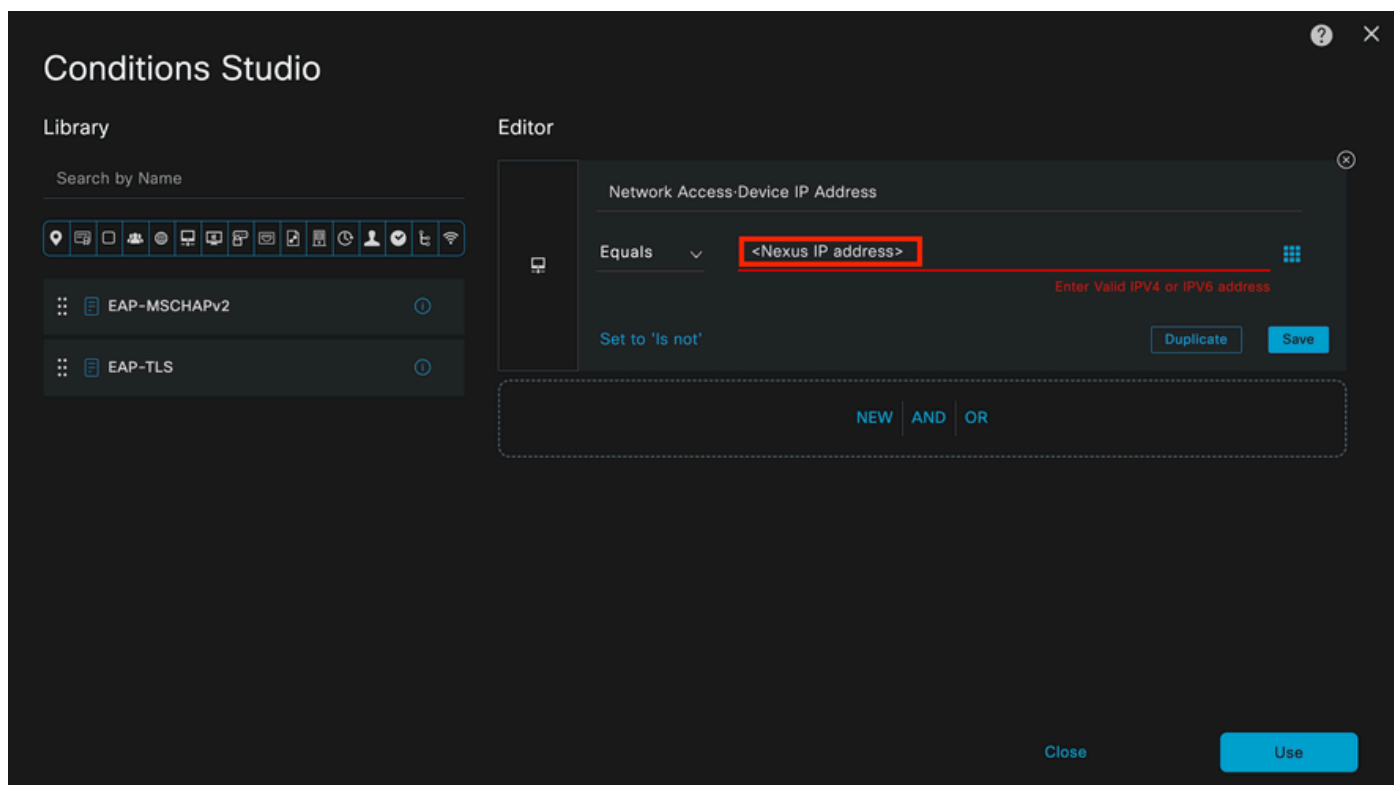 Conditions Studio
Library
Search by Name
EAP-MSCHAPv2
EAP-TLS
Editor
Network Access·Device IP Address
Equals
<Nexus IP address>
Enter Valid IPV4 or IPV6 address
Set to 'Is not'
Duplicate
Save
NEW AND OR
Close
Use